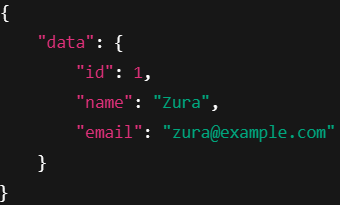 {
    "data": {
        "id": 1,
        "name": "Zura",
        "email": "zura@example.com"
    }
}